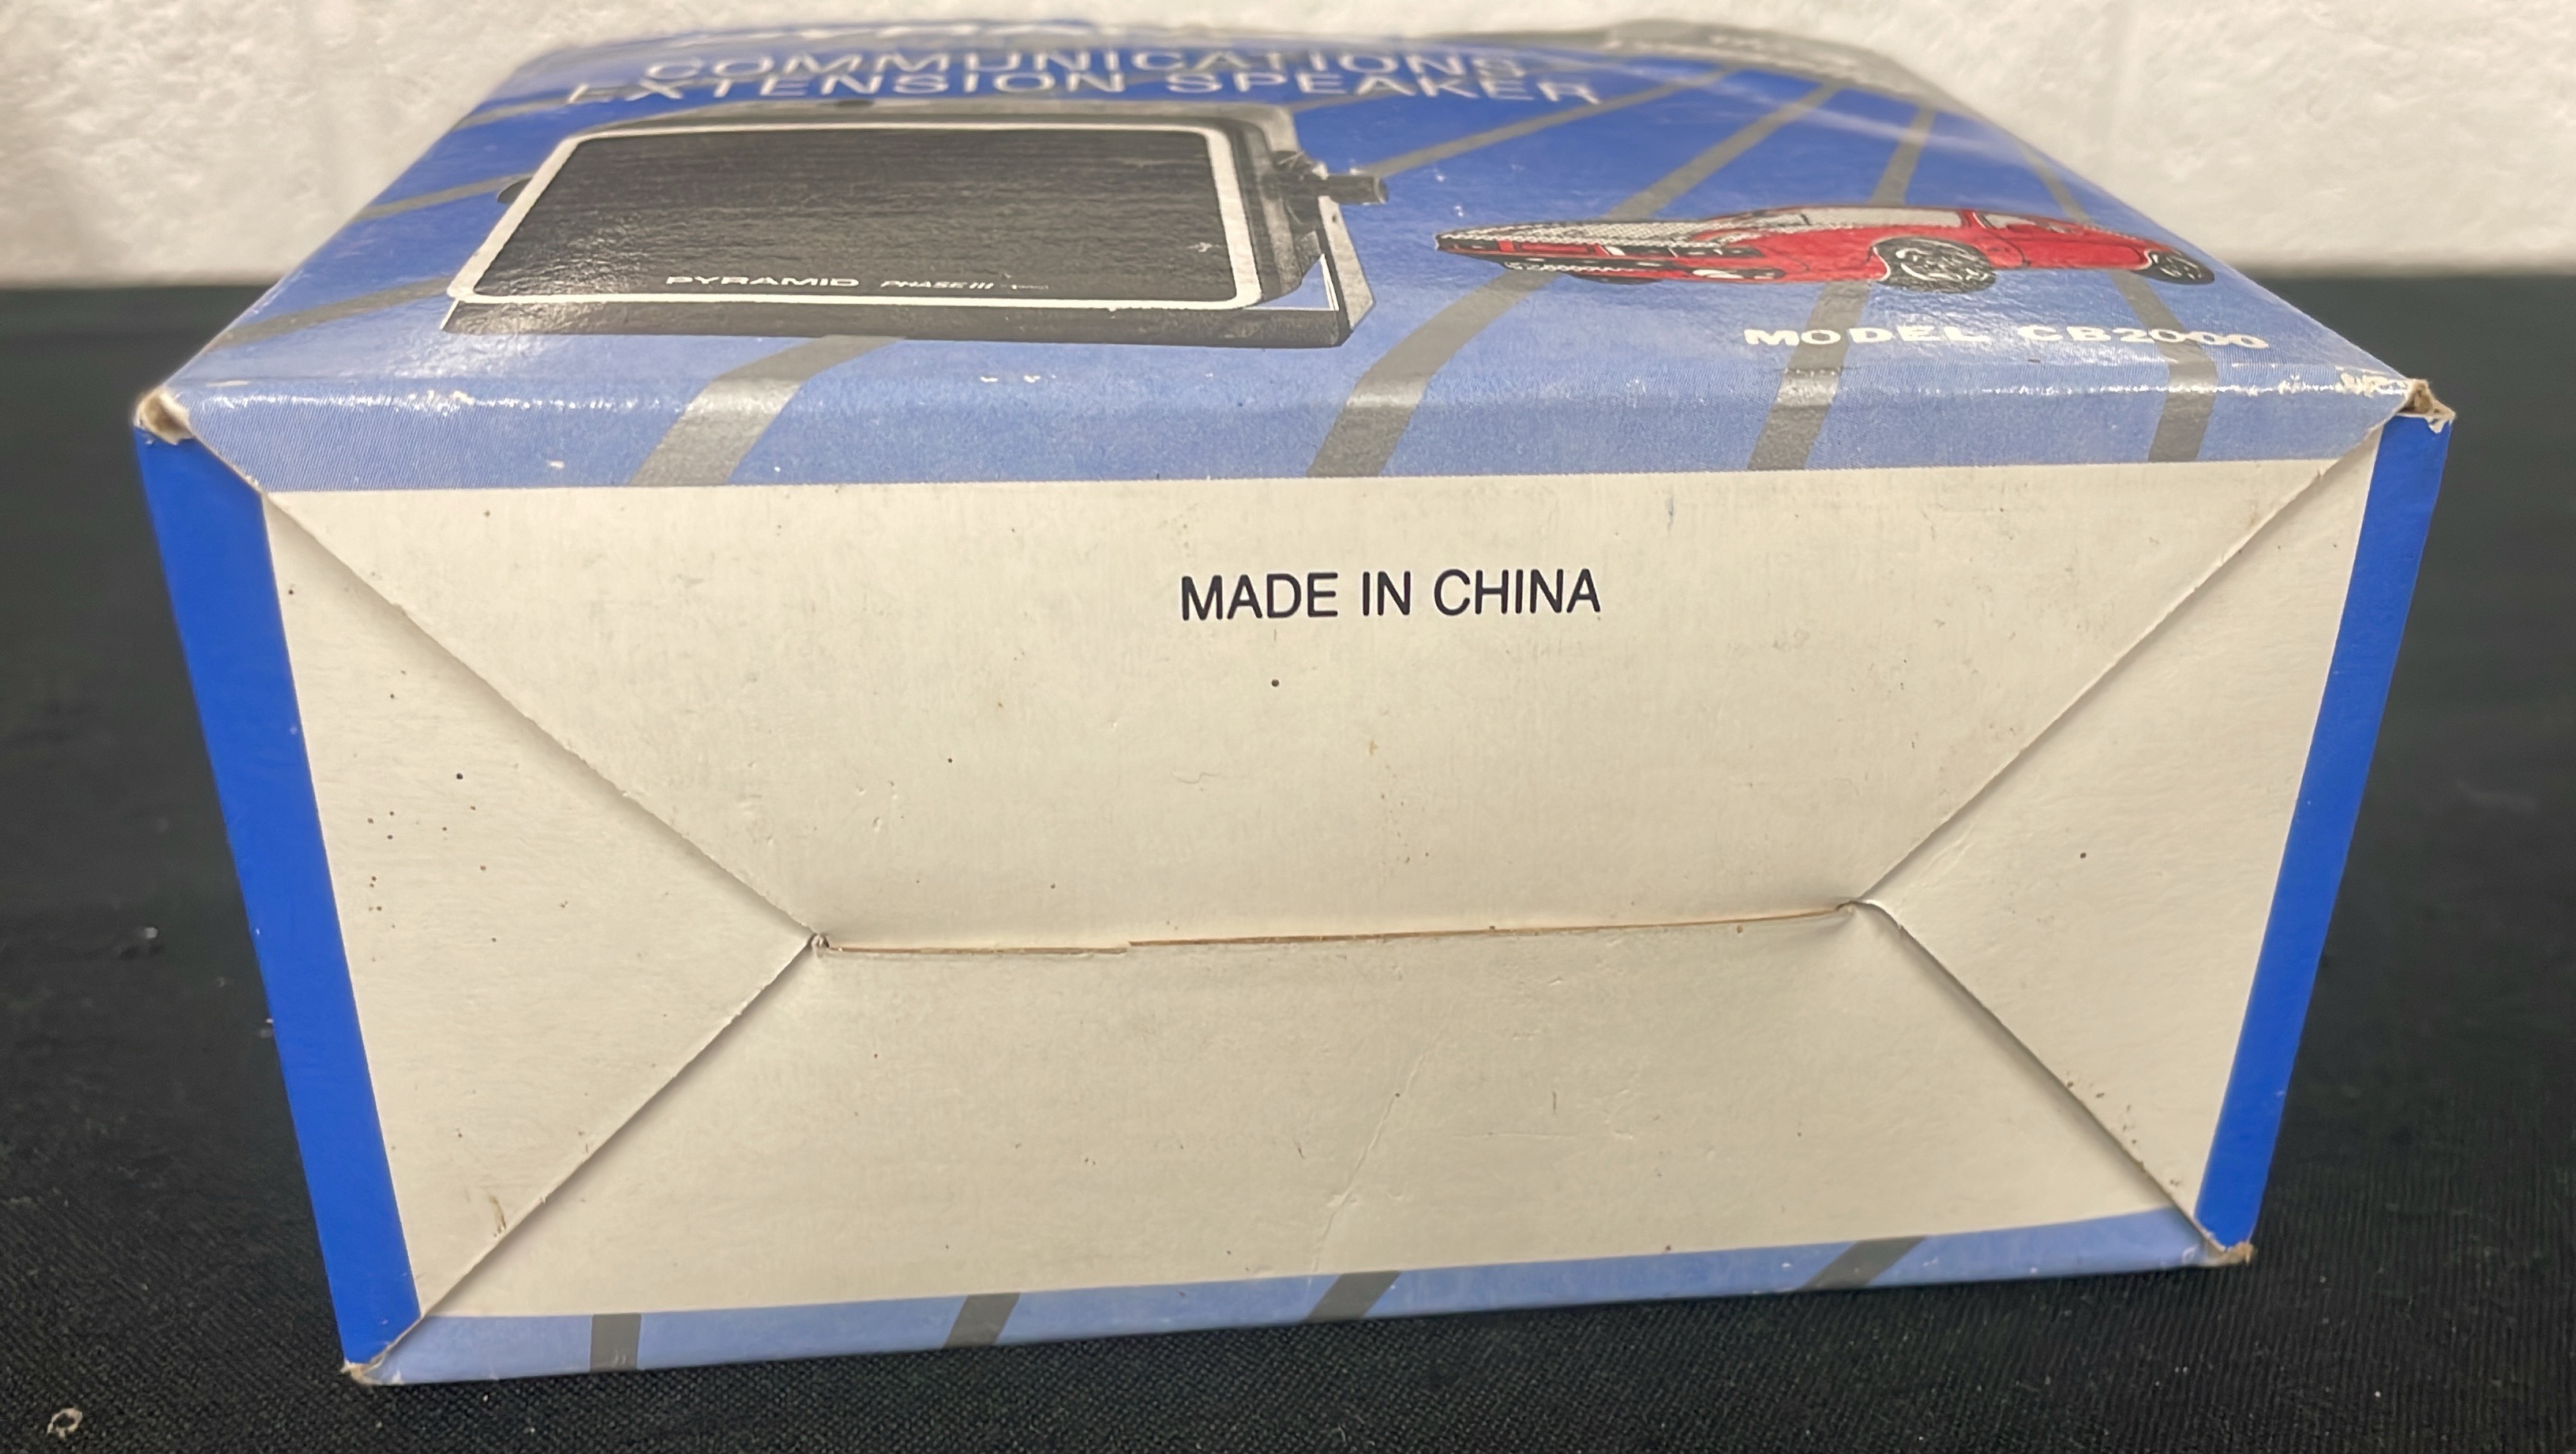 COMMUNICATIONS
EXTENSION SPEAKER
PYRAMID PHASE III
MODEL CB2000
MADE IN CHINA